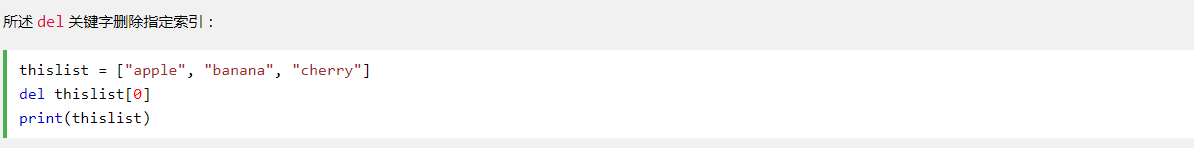 所述 del 关键字删除指定索引：
thislist = ["apple", "banana", "cherry"]
del thislist[0]
print(thislist)